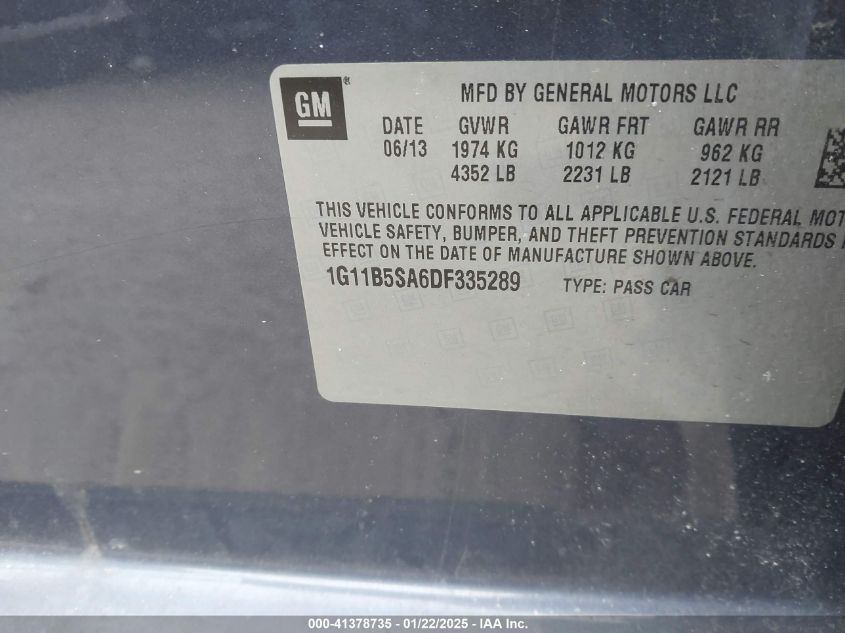 GM®
MFD BY GENERAL MOTORS LLC
DATE GVWR GAWR FRT GAWR RR
06/13 1974 KG 1012 KG 962 KG
4352 LB 2231 LB 2121 LB
THIS VEHICLE CONFORMS TO ALL APPLICABLE U.S. FEDERAL MOT
VEHICLE SAFETY, BUMPER, AND THEFT PREVENTION STANDARDS
EFFECT ON THE DATE OF MANUFACTURE SHOWN ABOVE.
1G11B5SA6DF335289 TYPE: PASS CAR
000-41378735 - 01/22/2025 - IAA Inc.